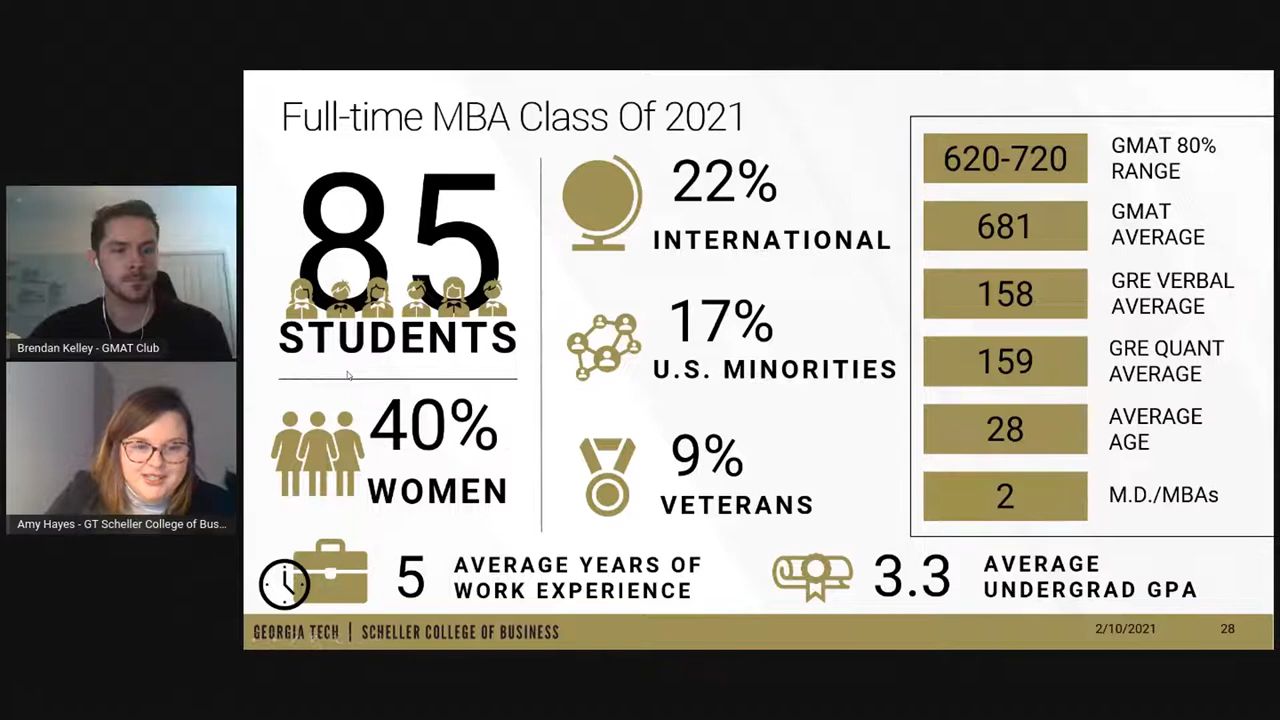 Full-time MBA Class Of 2021
85
STUDENTS
40%
WOMEN
22%
INTERNATIONAL
17%
U.S. MINORITIES
9%
VETERANS
620-720
GMAT 80%
RANGE
681
GMAT
AVERAGE
158
GRE VERBAL
AVERAGE
159
GRE QUANT
AVERAGE
28
AVERAGE
AGE
2
M.D./MBAs
5
AVERAGE YEARS OF
WORK EXPERIENCE
3.3
AVERAGE
UNDERGRAD GPA
GEORGIA TECH | SCHELLER COLLEGE OF BUSINESS
2/10/2021
28
Brendan Kelley - GMAT Club
Amy Hayes - GT Scheller College of Bus...